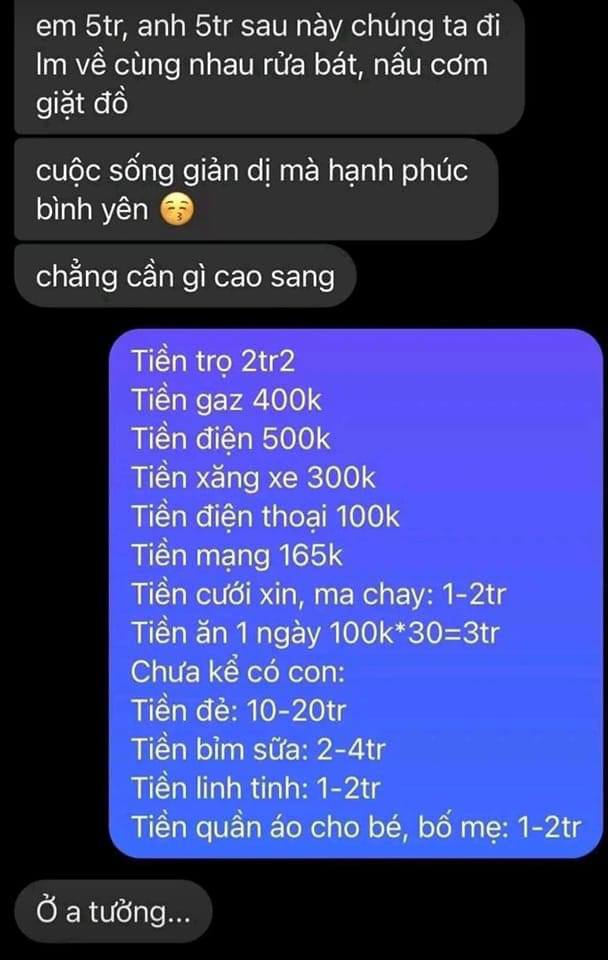 em 5tr, anh 5tr sau này chúng ta đi
lm về cùng nhau rửa bát, nấu cơm
giặt đồ
cuộc sống giản dị mà hạnh phúc
bình yên 😚
chẳng cần gì cao sang
Tiền trọ 2tr2
Tiền gaz 400k
Tiền điện 500k
Tiền xăng xe 300k
Tiền điện thoại 100k
Tiền mạng 165k
Tiền cưới xin, ma chay: 1-2tr
Tiền ăn 1 ngày 100k*30=3tr
Chưa kể có con:
Tiền đẻ: 10-20tr
Tiền bỉm sữa: 2-4tr
Tiền linh tinh: 1-2tr
Tiền quần áo cho bé, bố mẹ: 1-2tr
Ở a tưởng...